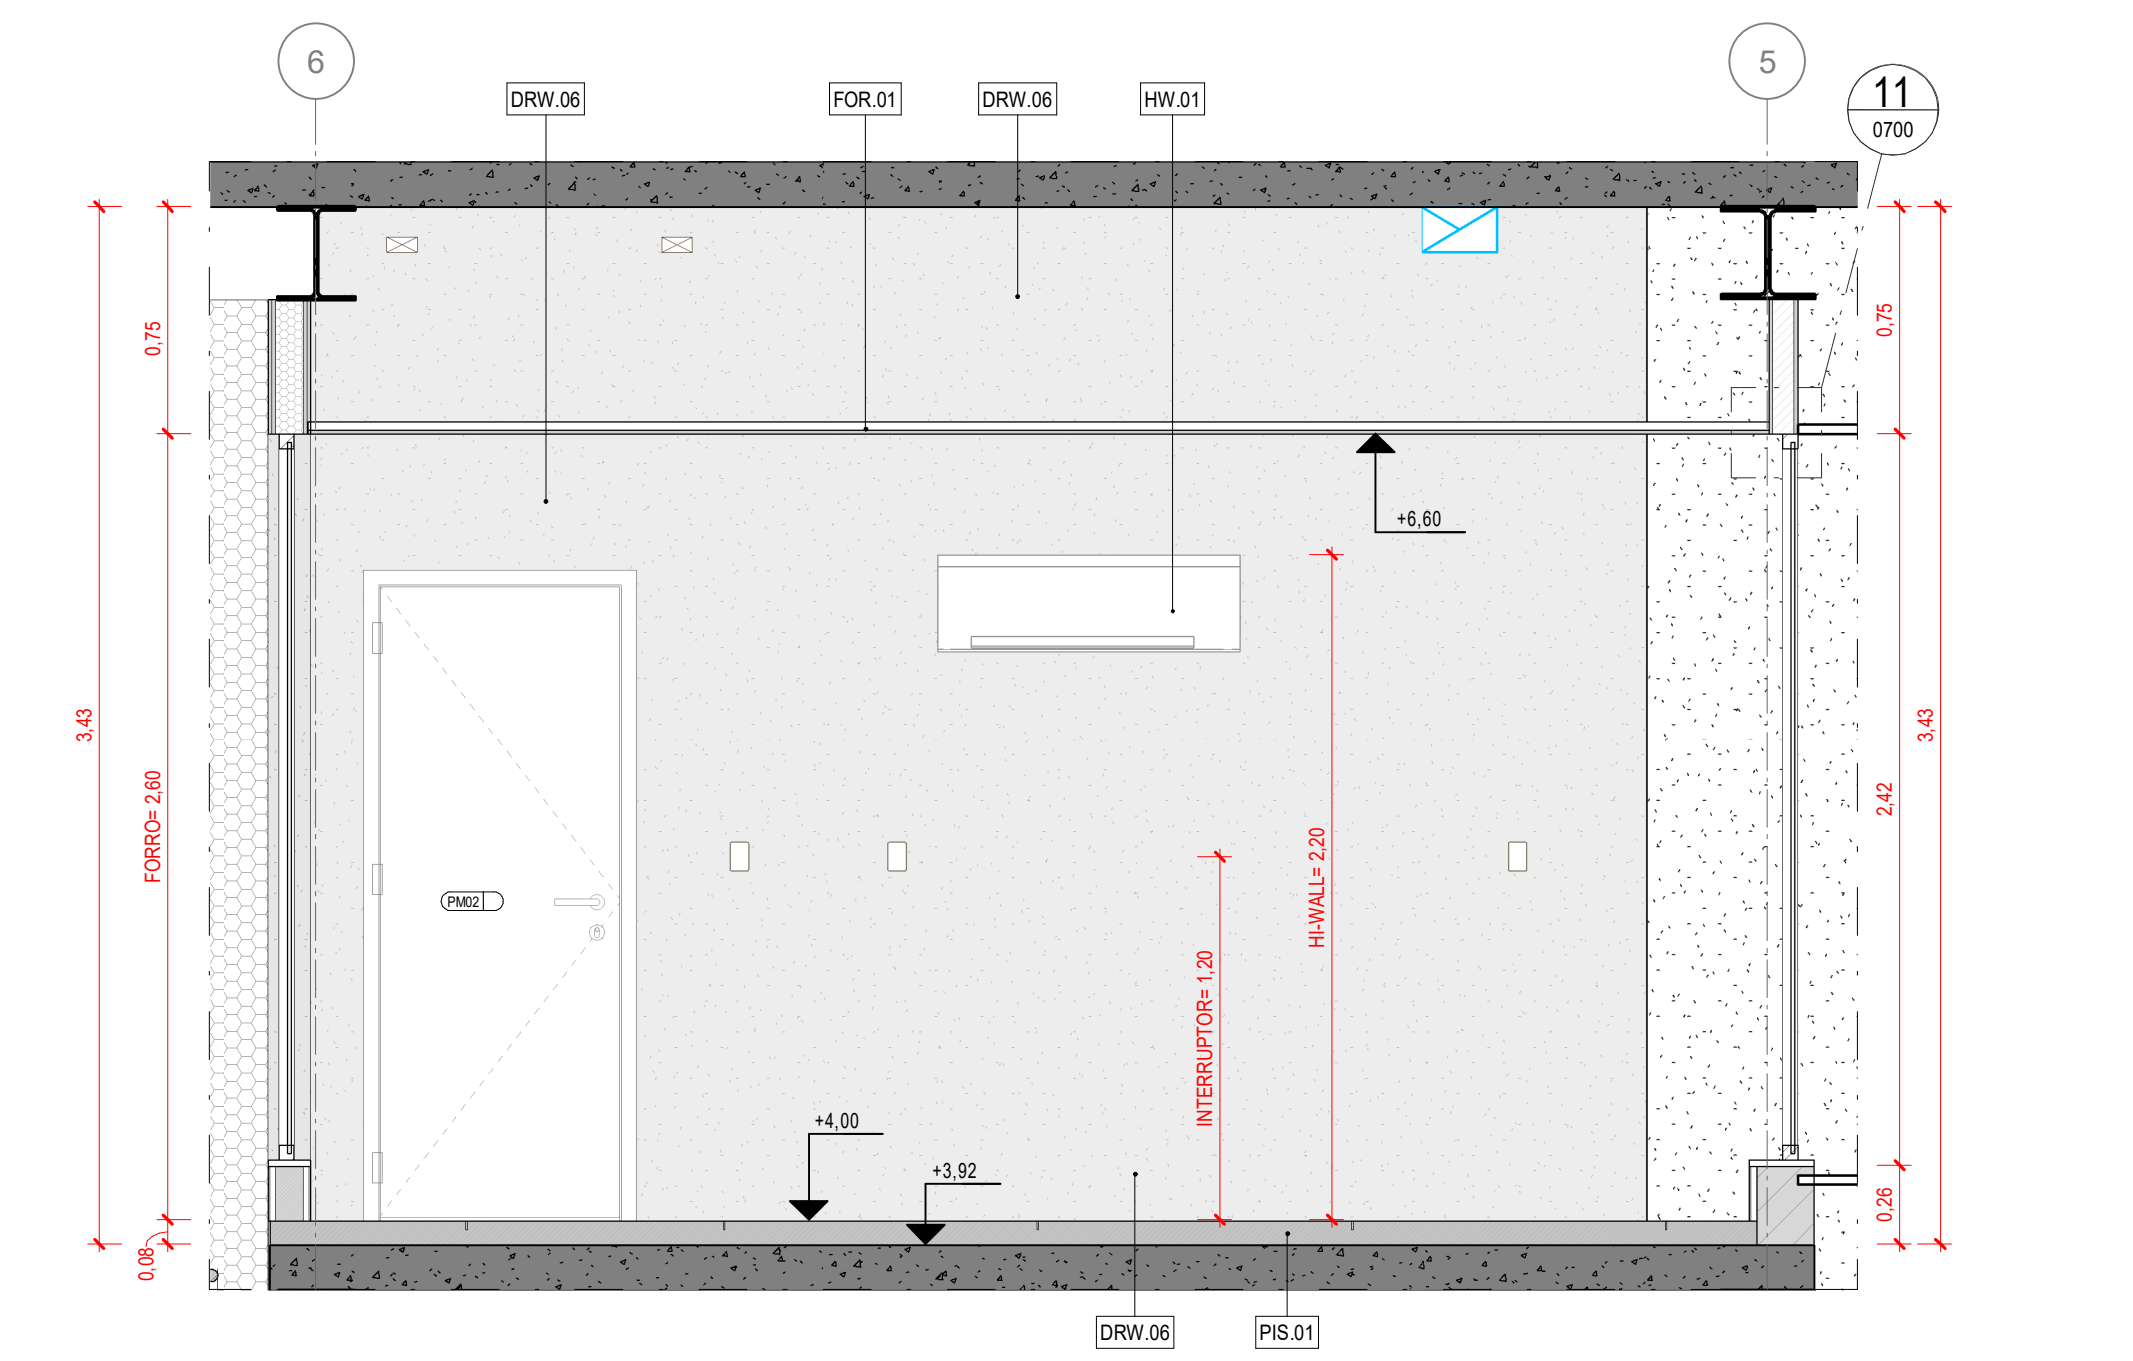 6
5
11
0700
DRW.06
FOR.01
DRW.06
HW.01
0,75
0,75
+6,60
3,43
FORRO= 2,60
PM02
HI-WALL= 2,20
INTERRUPTOR= 1,20
2,42
3,43
+4,00
+3,92
0,26
0,08
DRW.06
PIS.01